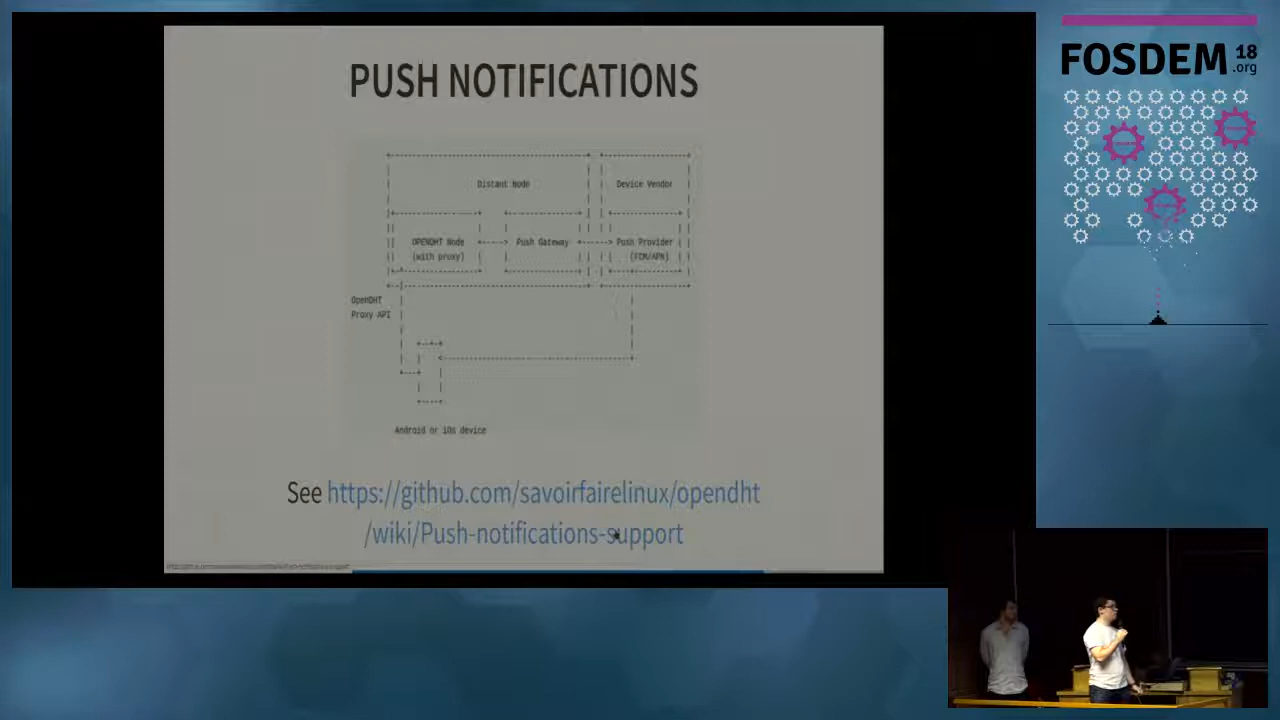 PUSH NOTIFICATIONS
Distant Node
Device Vendor
OPENDHT Node
(with proxy)
Push Gateway
Push Provider
(FCM/APN)
OpenDHT
Proxy API
Android or iOs device
See https://github.com/savoirfairelinux/opendht
/wiki/Push-notifications-support
FOSDEM 18
.org